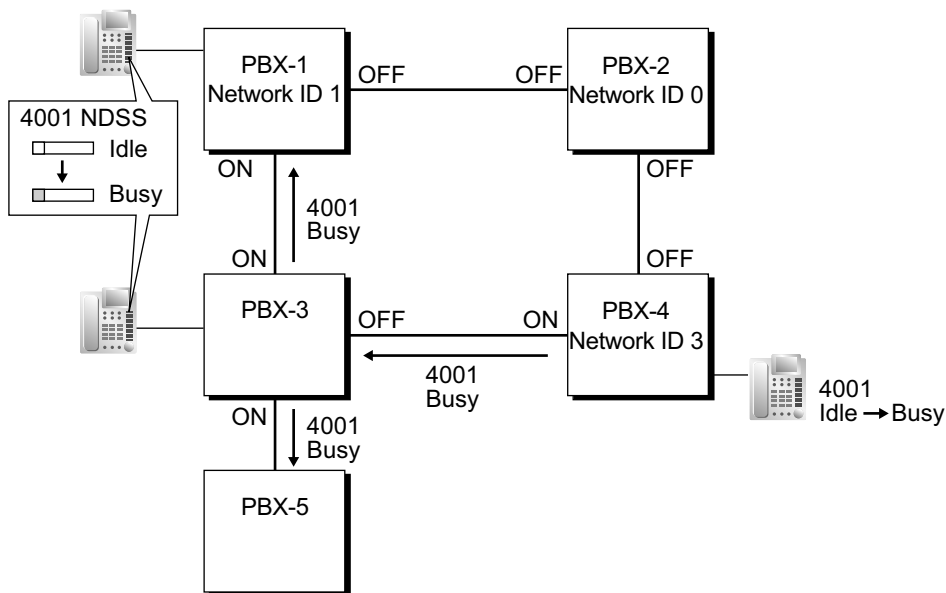 PBX-1
Network ID 1
OFF
OFF
PBX-2
Network ID 0
4001 NDSS
Idle
Busy
ON
OFF
4001
Busy
ON
OFF
PBX-3
OFF
ON
PBX-4
Network ID 3
4001
Busy
4001
Idle → Busy
ON
4001
Busy
PBX-5